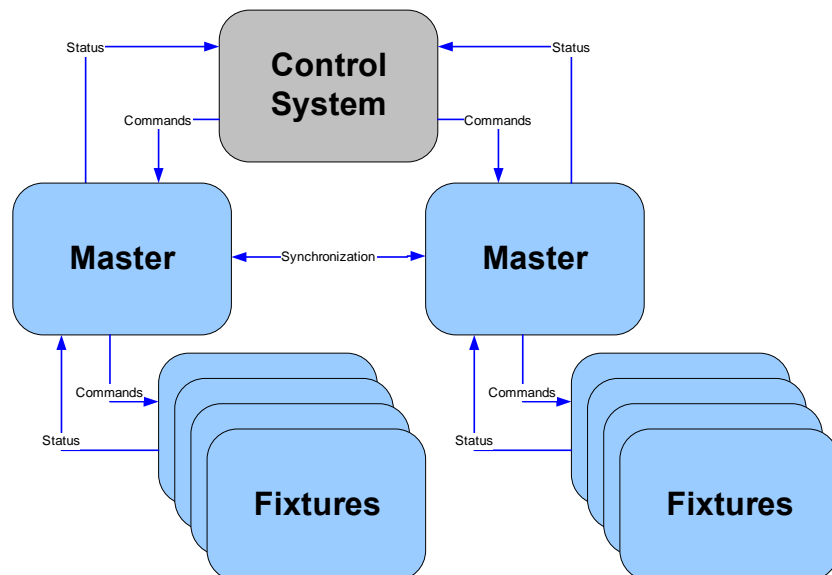 Status
Control
System
Status
Commands
Commands
Master
Synchronization
Master
Commands
Commands
Status
Status
Fixtures
Fixtures